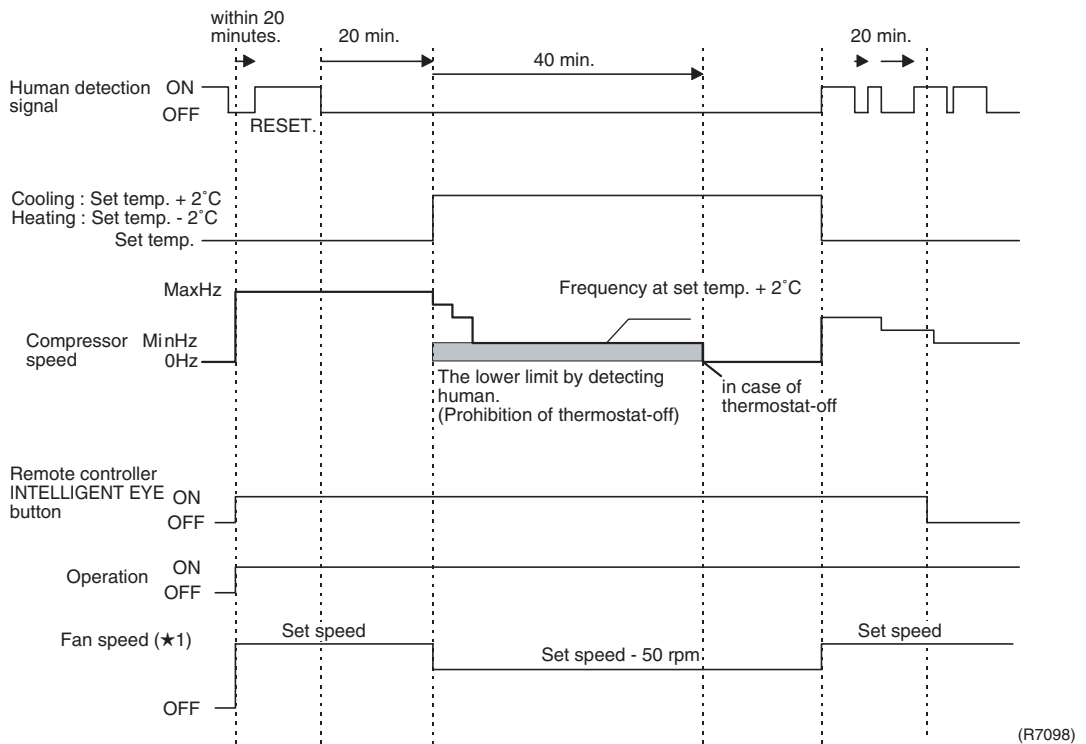 within 20
minutes.
20 min.
40 min.
20 min.
Human detection
signal
ON
OFF
RESET.
Cooling : Set temp. + 2˚C
Heating : Set temp. - 2˚C
Set temp.
MaxHz
Frequency at set temp. + 2˚C
Compressor
speed
MinHz
0Hz
The lower limit by detecting
human.
(Prohibition of thermostat-off)
in case of
thermostat-off
Remote controller
INTELLIGENT EYE
button
ON
OFF
Operation
ON
OFF
Fan speed (★1)
Set speed
Set speed - 50 rpm
Set speed
OFF
(R7098)